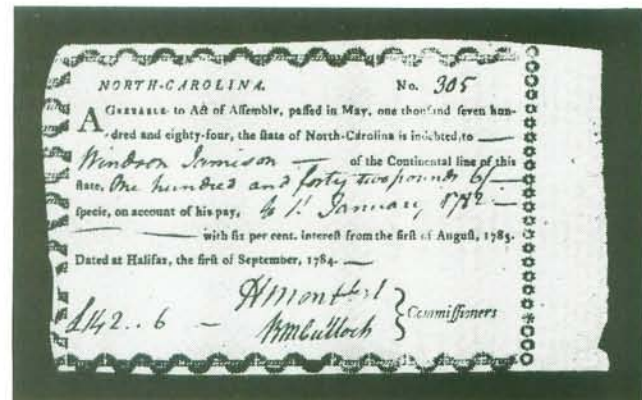 NORTH-CAROLINA. No. 305
AGREEABLE to Act of Assembly, passed in May, one thousand seven hun-
dred and eighty-four, the state of North-Carolina is indebted to —
Windson Jamison — of the Continental line of this
state, One hundred and forty two pounds 6/ —
specie, on account of his pay, to 1st January 1782 —
— with six per cent. interest from the first of August, 1783.
Dated at Halifax, the first of September, 1784. —
HMontfort
BMcCulloch
Commissioners
£142..6 —